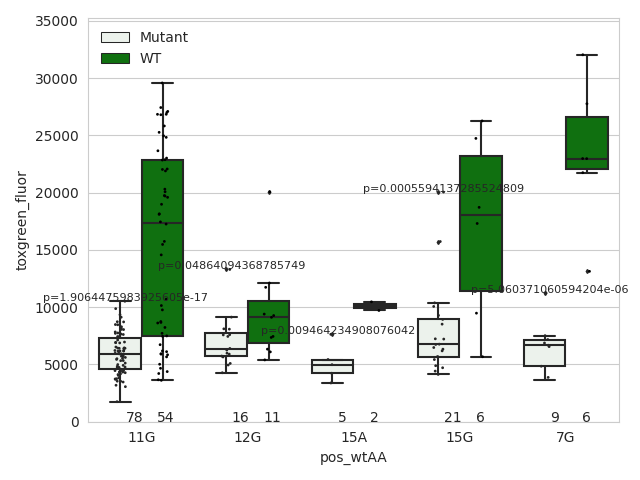 35000
Mutant
WT
30000
25000
20000
p=0.0005594137285524809
toxgreen_fluor
15000
p=0.04864094368785749
p=5.060371060594204e-06
p=1.9064475983925605e-17
10000
p=0.009464234908076042
5000
0
78 54 16 11 5 2 21 6 9 6
11G 12G 15A 15G 7G
pos_wtAA